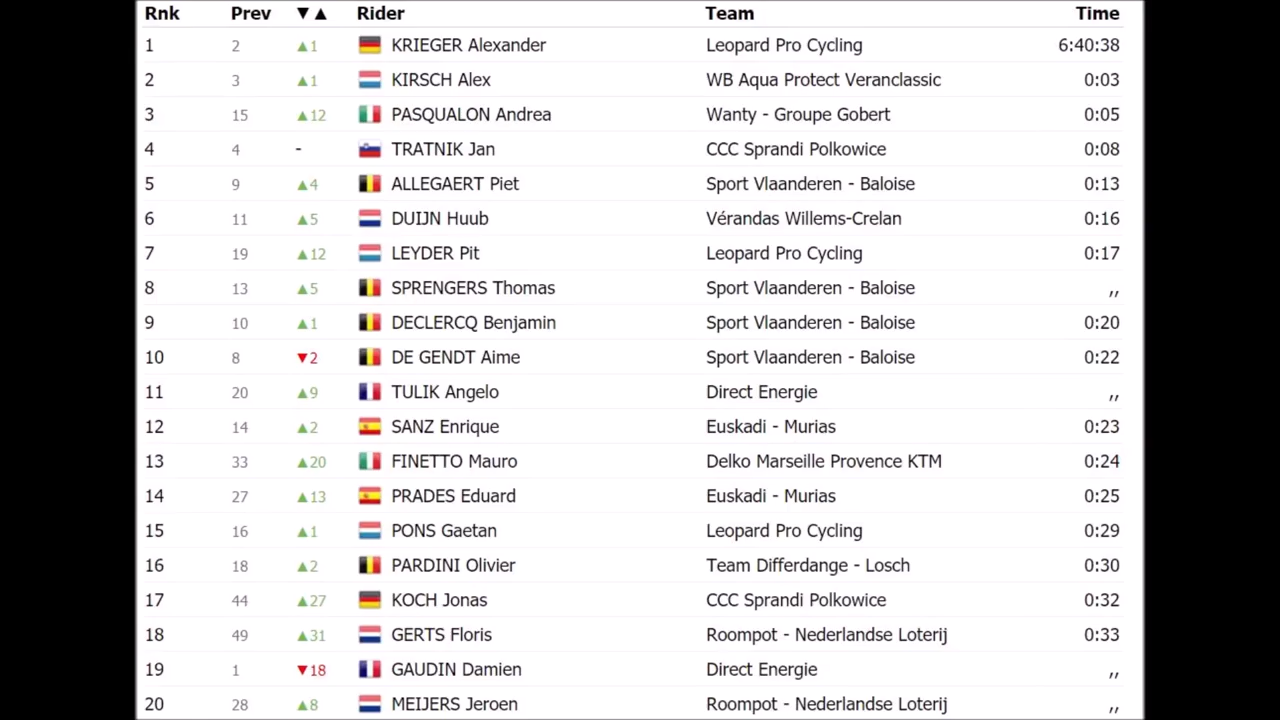 Rnk Prev ▼▲ Rider Team Time
1 2 ▲1 KRIEGER Alexander Leopard Pro Cycling 6:40:38
2 3 ▲1 KIRSCH Alex WB Aqua Protect Veranclassic 0:03
3 15 ▲12 PASQUALON Andrea Wanty - Groupe Gobert 0:05
4 4 - TRATNIK Jan CCC Sprandi Polkowice 0:08
5 9 ▲4 ALLEGAERT Piet Sport Vlaanderen - Baloise 0:13
6 11 ▲5 DUIJN Huub Vérandas Willems-Crelan 0:16
7 19 ▲12 LEYDER Pit Leopard Pro Cycling 0:17
8 13 ▲5 SPRENGERS Thomas Sport Vlaanderen - Baloise ,,
9 10 ▲1 DECLERCQ Benjamin Sport Vlaanderen - Baloise 0:20
10 8 ▼2 DE GENDT Aime Sport Vlaanderen - Baloise 0:22
11 20 ▲9 TULIK Angelo Direct Energie ,,
12 14 ▲2 SANZ Enrique Euskadi - Murias 0:23
13 33 ▲20 FINETTO Mauro Delko Marseille Provence KTM 0:24
14 27 ▲13 PRADES Eduard Euskadi - Murias 0:25
15 16 ▲1 PONS Gaetan Leopard Pro Cycling 0:29
16 18 ▲2 PARDINI Olivier Team Differdange - Losch 0:30
17 44 ▲27 KOCH Jonas CCC Sprandi Polkowice 0:32
18 49 ▲31 GERTS Floris Roompot - Nederlandse Loterij 0:33
19 1 ▼18 GAUDIN Damien Direct Energie ,,
20 28 ▲8 MEIJERS Jeroen Roompot - Nederlandse Loterij ,,